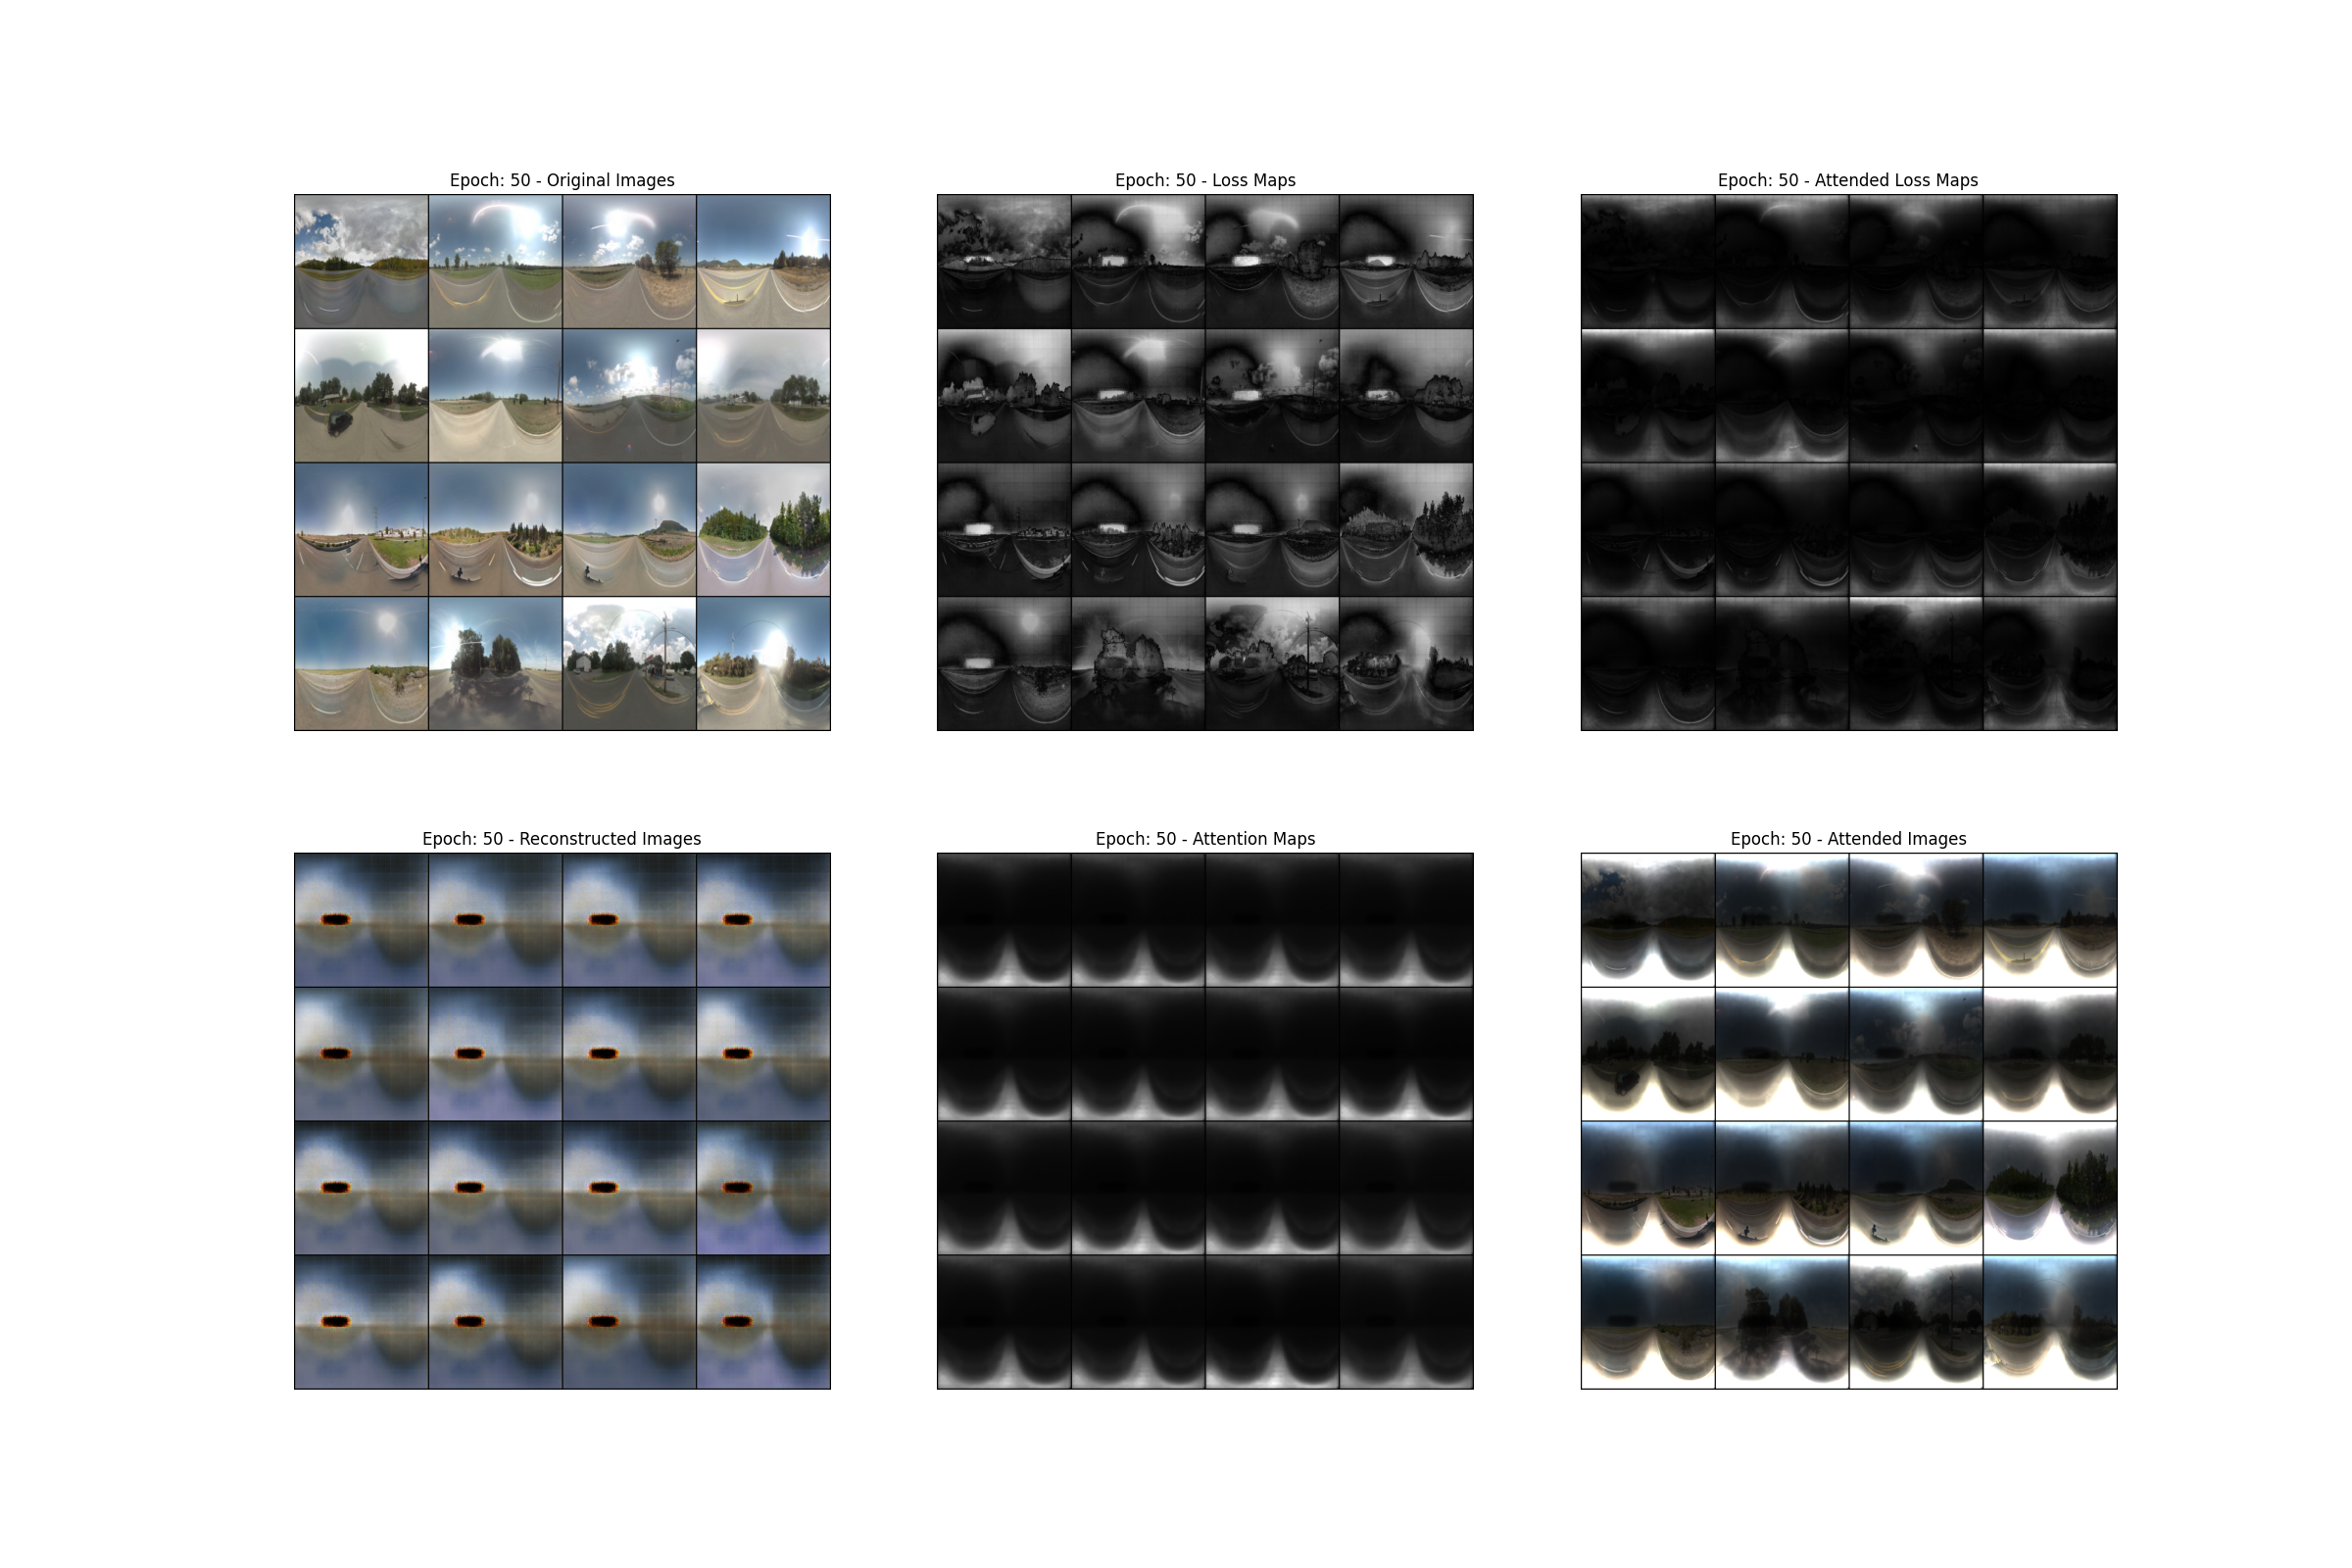 Epoch: 50 - Original Images
Epoch: 50 - Loss Maps
Epoch: 50 - Attended Loss Maps
Epoch: 50 - Reconstructed Images
Epoch: 50 - Attention Maps
Epoch: 50 - Attended Images